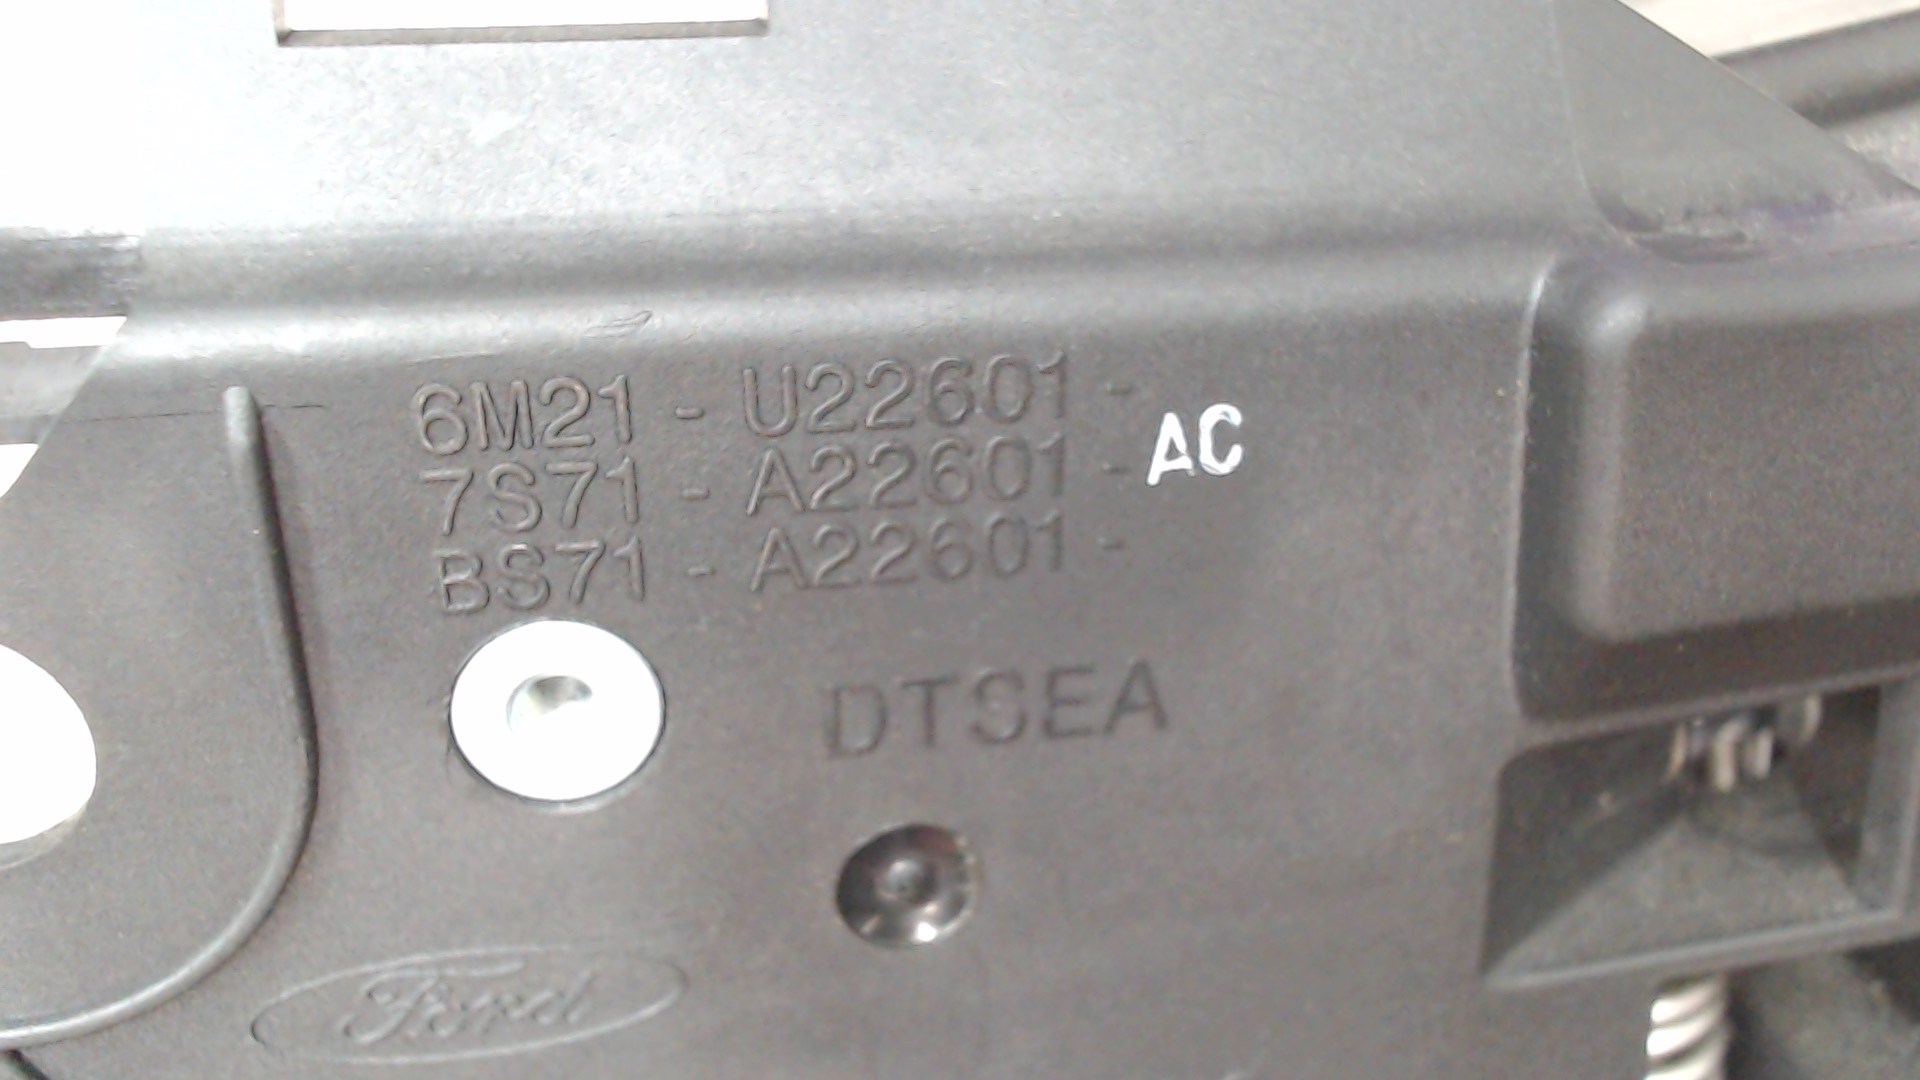 6M21 - U22601 -
7S71 - A22601 - AC
BS71 - A22601 -
DTSEA
Ford